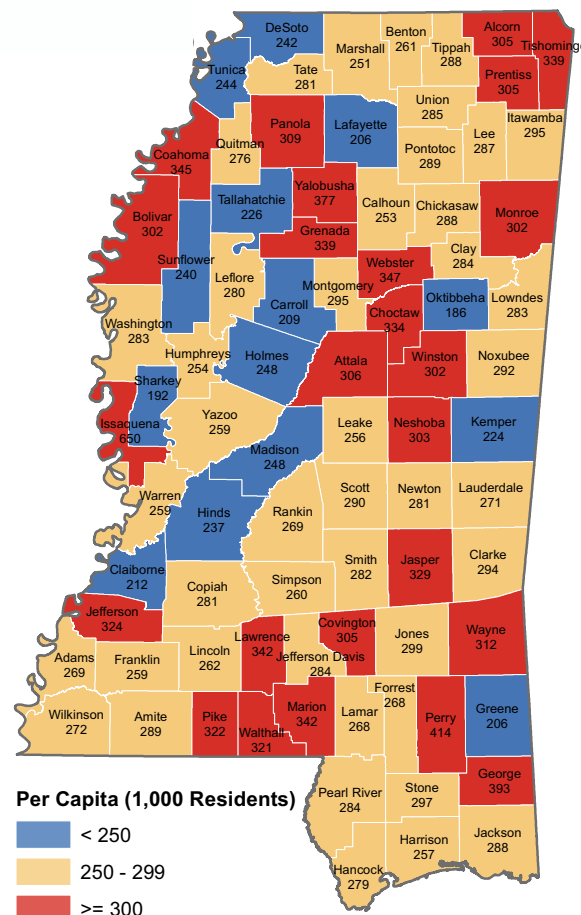 DeSoto
242
Tunica
244
Tate
281
Marshall
251
Benton
261
Tippah
288
Alcorn
305
Tishomingo
339
Prentiss
305
Union
285
Lee
287
Itawamba
295
Panola
309
Lafayette
206
Pontotoc
289
Coahoma
345
Quitman
276
Yalobusha
377
Calhoun
253
Chickasaw
288
Monroe
302
Bolivar
302
Tallahatchie
226
Grenada
339
Sunflower
240
Leflore
280
Carroll
209
Montgomery
295
Webster
347
Clay
284
Choctaw
334
Oktibbeha
186
Lowndes
283
Washington
283
Humphreys
254
Holmes
248
Attala
306
Winston
302
Noxubee
292
Sharkey
192
Issaquena
650
Yazoo
259
Madison
248
Leake
256
Neshoba
303
Kemper
224
Warren
259
Hinds
237
Rankin
269
Scott
290
Newton
281
Lauderdale
271
Claiborne
212
Copiah
281
Simpson
260
Smith
282
Jasper
329
Clarke
294
Jefferson
324
Adams
269
Franklin
259
Lincoln
262
Lawrence
342
Jefferson Davis
284
Covington
305
Jones
299
Wayne
312
Wilkinson
272
Amite
289
Pike
322
Walthall
321
Marion
342
Lamar
268
Forrest
268
Perry
414
Greene
206
George
393
Pearl River
284
Stone
297
Hancock
279
Harrison
257
Jackson
288
Per Capita (1,000 Residents)
< 250
250 - 299
>= 300